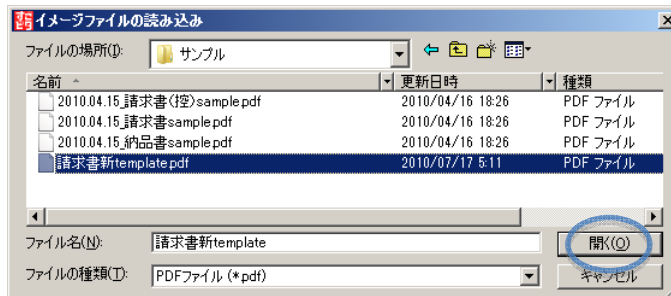 イメージファイルの読み込み
ファイルの場所(I): サンプル
名前 更新日時 種類
2010.04.15_請求書(控)sample.pdf 2010/04/16 18:26 PDF ファイル
2010.04.15_請求書sample.pdf 2010/04/16 18:26 PDF ファイル
2010.04.15_納品書sample.pdf 2010/04/16 18:26 PDF ファイル
請求書新template.pdf 2010/07/17 5:11 PDF ファイル
ファイル名(N): 請求書新template 開く(O)
ファイルの種類(T): PDFファイル (*.pdf) キャンセル